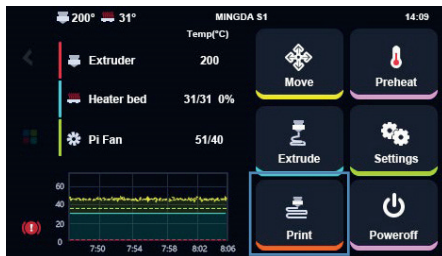 200° 31° MINGDA S1 14:09
Temp(°C)
Extruder 200
Heater bed 31/31 0%
Pi Fan 51/40
Move
Preheat
Extrude
Settings
Print
Poweroff
60
40
20
0
7:50 7:54 7:58 8:02 8:06